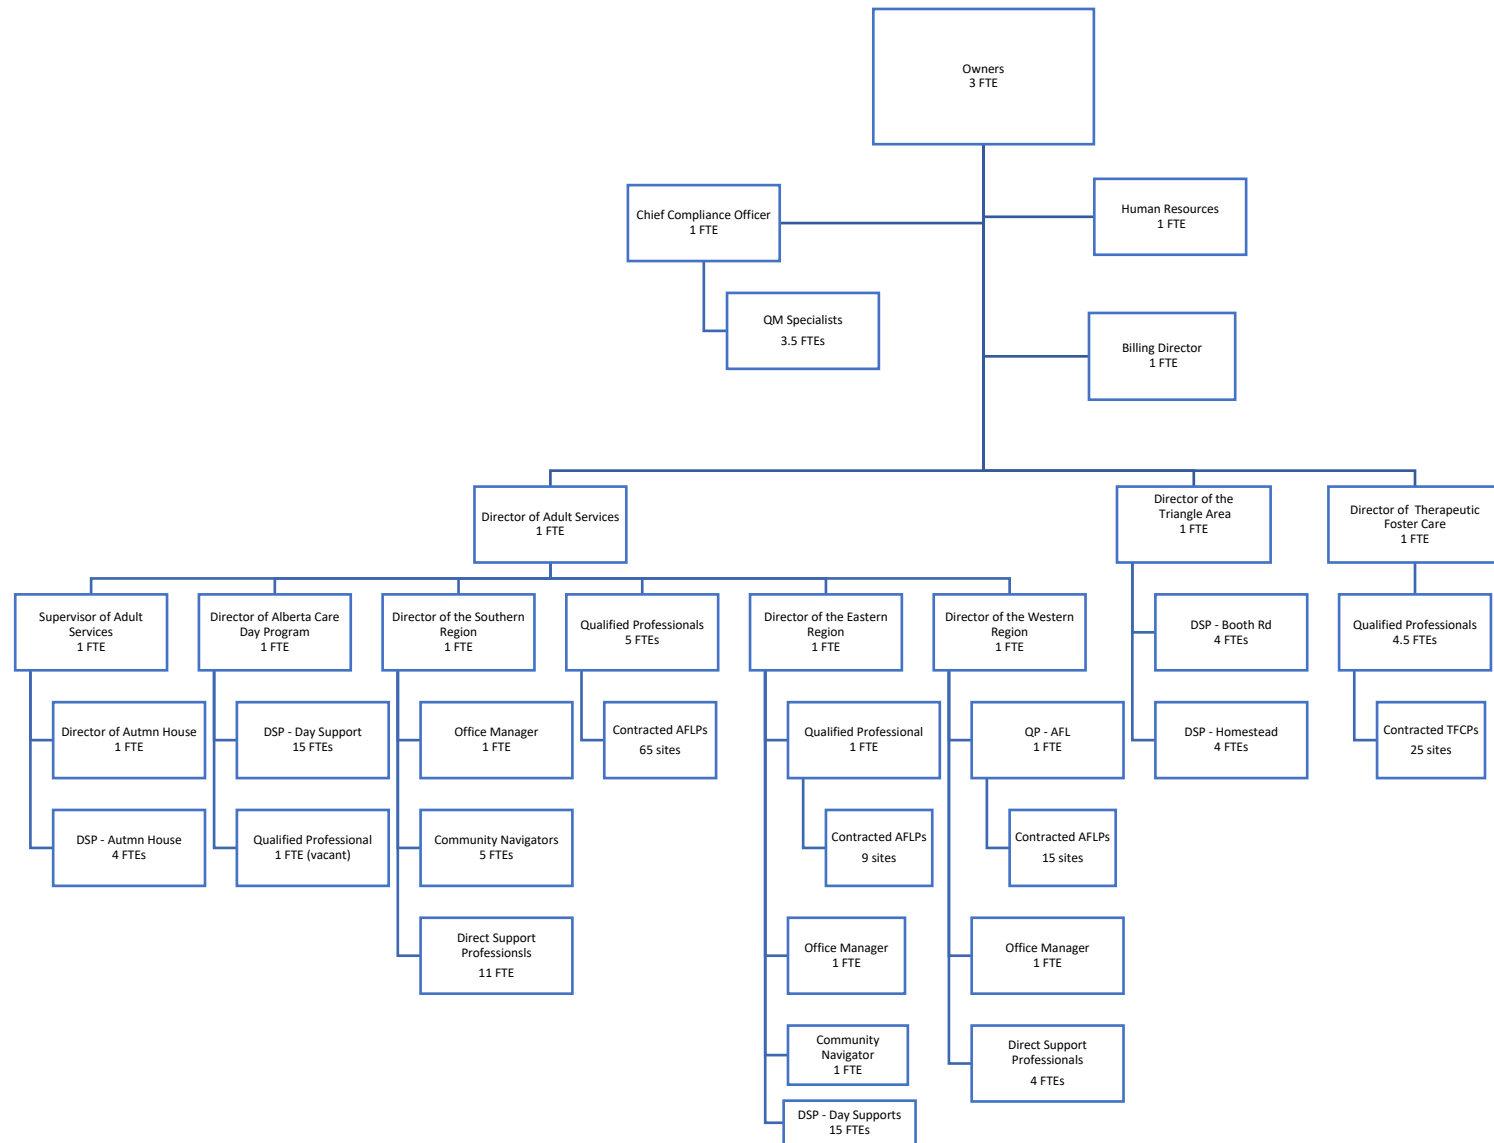 Owners
3 FTE
Chief Compliance Officer
1 FTE
Human Resources
1 FTE
QM Specialists
3.5 FTEs
Billing Director
1 FTE
Director of Adult Services
1 FTE
Director of the
Triangle Area
1 FTE
Director of Therapeutic
Foster Care
1 FTE
Supervisor of Adult
Services
1 FTE
Director of Alberta Care
Day Program
1 FTE
Director of the Southern
Region
1 FTE
Qualified Professionals
5 FTEs
Director of the Eastern
Region
1 FTE
Director of the Western
Region
1 FTE
DSP - Booth Rd
4 FTEs
Qualified Professionals
4.5 FTEs
Director of Autmn House
1 FTE
DSP - Day Support
15 FTEs
Office Manager
1 FTE
Contracted AFLPs
65 sites
Qualified Professional
1 FTE
QP - AFL
1 FTE
DSP - Homestead
4 FTEs
Contracted TFCPs
25 sites
DSP - Autmn House
4 FTEs
Qualified Professional
1 FTE (vacant)
Community Navigators
5 FTEs
Contracted AFLPs
9 sites
Contracted AFLPs
15 sites
Direct Support
Professionsls
11 FTE
Office Manager
1 FTE
Office Manager
1 FTE
Community
Navigator
1 FTE
Direct Support
Professionals
4 FTEs
DSP - Day Supports
15 FTEs